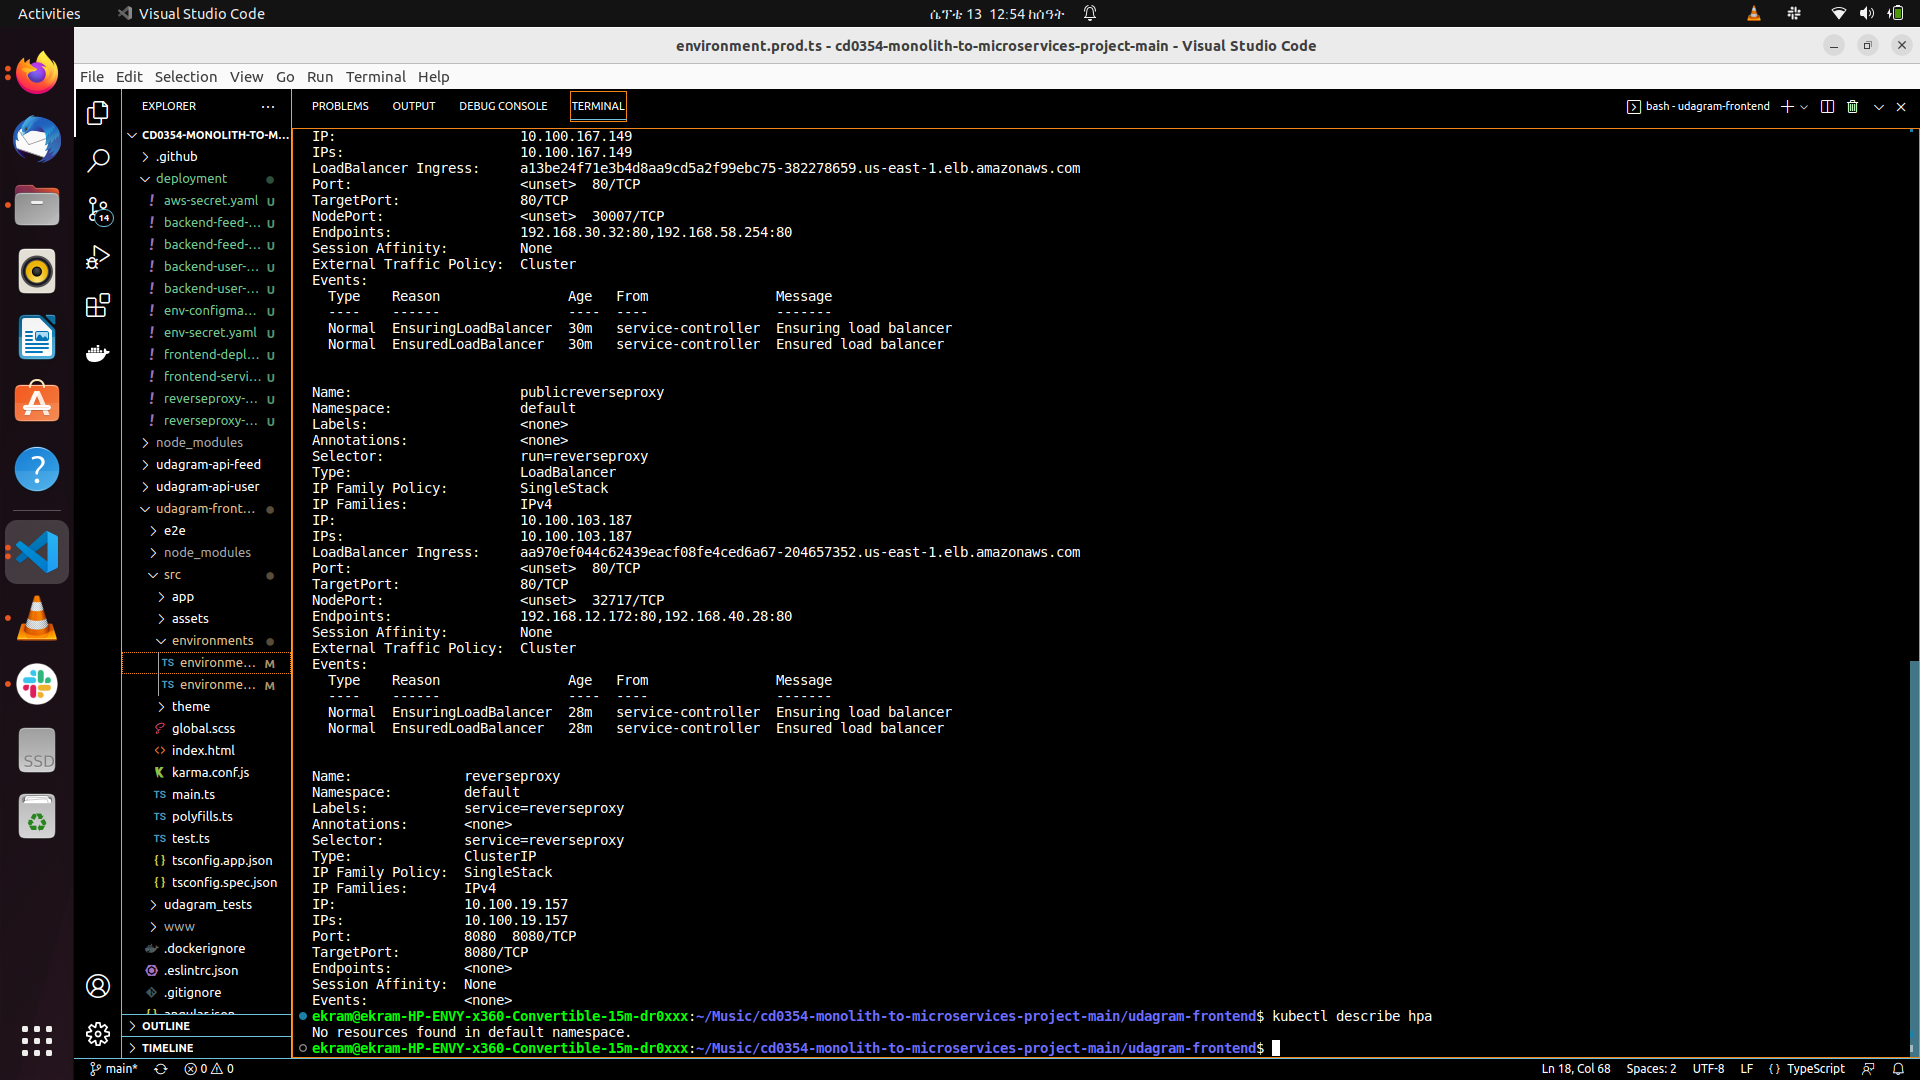 Activities
Visual Studio Code
ሴፕቴ 13 12:54 ከሰዓት
environment.prod.ts - cd0354-monolith-to-microservices-project-main - Visual Studio Code
File Edit Selection View Go Run Terminal Help
EXPLORER
CD0354-MONOLITH-TO-M...
.github
deployment
aws-secret.yaml U
backend-feed-... U
backend-feed-... U
backend-user-... U
backend-user-... U
env-configma... U
env-secret.yaml U
frontend-depl... U
frontend-servi... U
reverseproxy-... U
reverseproxy-... U
node_modules
udagram-api-feed
udagram-api-user
udagram-front...
e2e
node_modules
src
app
assets
environments
TS environme... M
TS environme... M
theme
global.scss
index.html
karma.conf.js
TS main.ts
TS polyfills.ts
TS test.ts
{} tsconfig.app.json
{} tsconfig.spec.json
udagram_tests
www
.dockerignore
.eslintrc.json
.gitignore
angular.json
OUTLINE
TIMELINE
14
SSD
PROBLEMS OUTPUT DEBUG CONSOLE TERMINAL
bash - udagram-frontend
IP: 10.100.167.149
IPs: 10.100.167.149
LoadBalancer Ingress: a13be24f71e3b4d8aa9cd5a2f99ebc75-382278659.us-east-1.elb.amazonaws.com
Port: <unset> 80/TCP
TargetPort: 80/TCP
NodePort: <unset> 30007/TCP
Endpoints: 192.168.30.32:80,192.168.58.254:80
Session Affinity: None
External Traffic Policy: Cluster
Events:
Type Reason Age From Message
---- ------ ---- ---- -------
Normal EnsuringLoadBalancer 30m service-controller Ensuring load balancer
Normal EnsuredLoadBalancer 30m service-controller Ensured load balancer
Name: publicreverseproxy
Namespace: default
Labels: <none>
Annotations: <none>
Selector: run=reverseproxy
Type: LoadBalancer
IP Family Policy: SingleStack
IP Families: IPv4
IP: 10.100.103.187
IPs: 10.100.103.187
LoadBalancer Ingress: aa970ef044c62439eacf08fe4ced6a67-204657352.us-east-1.elb.amazonaws.com
Port: <unset> 80/TCP
TargetPort: 80/TCP
NodePort: <unset> 32717/TCP
Endpoints: 192.168.12.172:80,192.168.40.28:80
Session Affinity: None
External Traffic Policy: Cluster
Events:
Type Reason Age From Message
---- ------ ---- ---- -------
Normal EnsuringLoadBalancer 28m service-controller Ensuring load balancer
Normal EnsuredLoadBalancer 28m service-controller Ensured load balancer
Name: reverseproxy
Namespace: default
Labels: service=reverseproxy
Annotations: <none>
Selector: service=reverseproxy
Type: ClusterIP
IP Family Policy: SingleStack
IP Families: IPv4
IP: 10.100.19.157
IPs: 10.100.19.157
Port: 8080 8080/TCP
TargetPort: 8080/TCP
Endpoints: <none>
Session Affinity: None
Events: <none>
ekram@ekram-HP-ENVY-x360-Convertible-15m-dr0xxx:~/Music/cd0354-monolith-to-microservices-project-main/udagram-frontend$ kubectl describe hpa
No resources found in default namespace.
ekram@ekram-HP-ENVY-x360-Convertible-15m-dr0xxx:~/Music/cd0354-monolith-to-microservices-project-main/udagram-frontend$
main* 0 0
Ln 18, Col 68 Spaces: 2 UTF-8 LF {} TypeScript